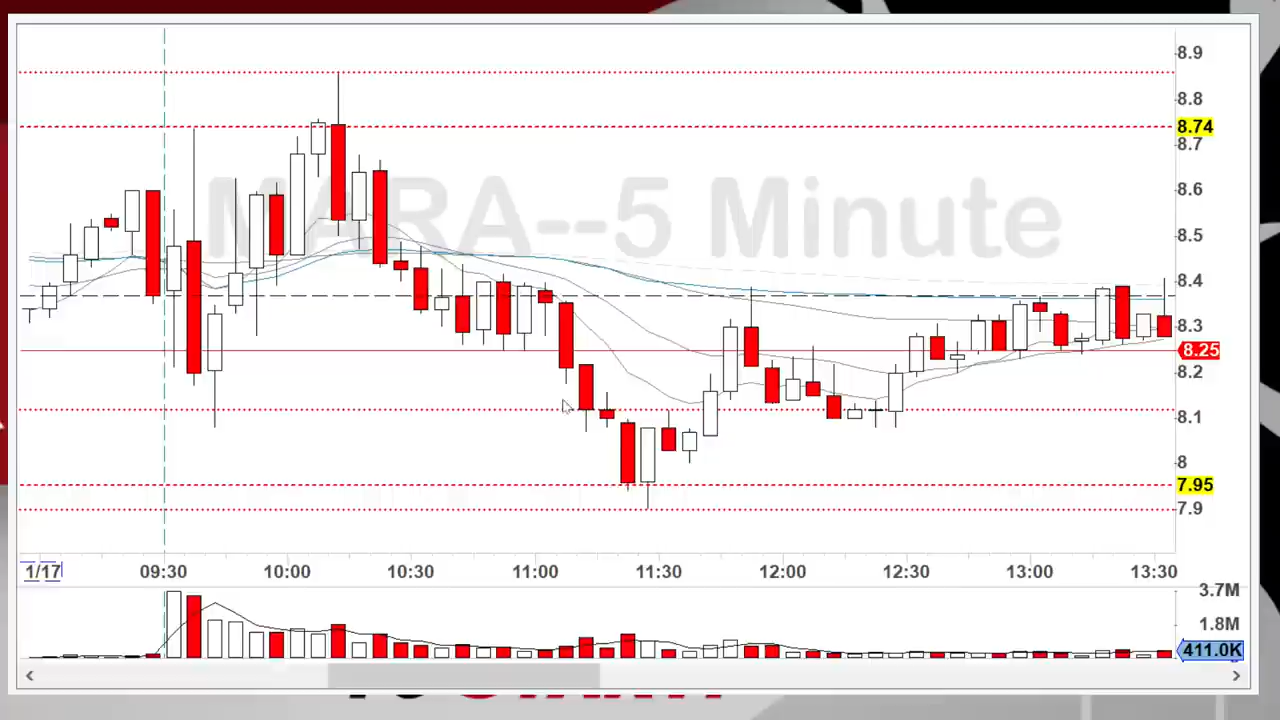 MARA--5 Minute
8.9
8.8
8.74
8.7
8.6
8.5
8.4
8.3
8.25
8.2
8.1
8
7.95
7.9
1/17 09:30 10:00 10:30 11:00 11:30 12:00 12:30 13:00 13:30
3.7M
1.8M
411.0K